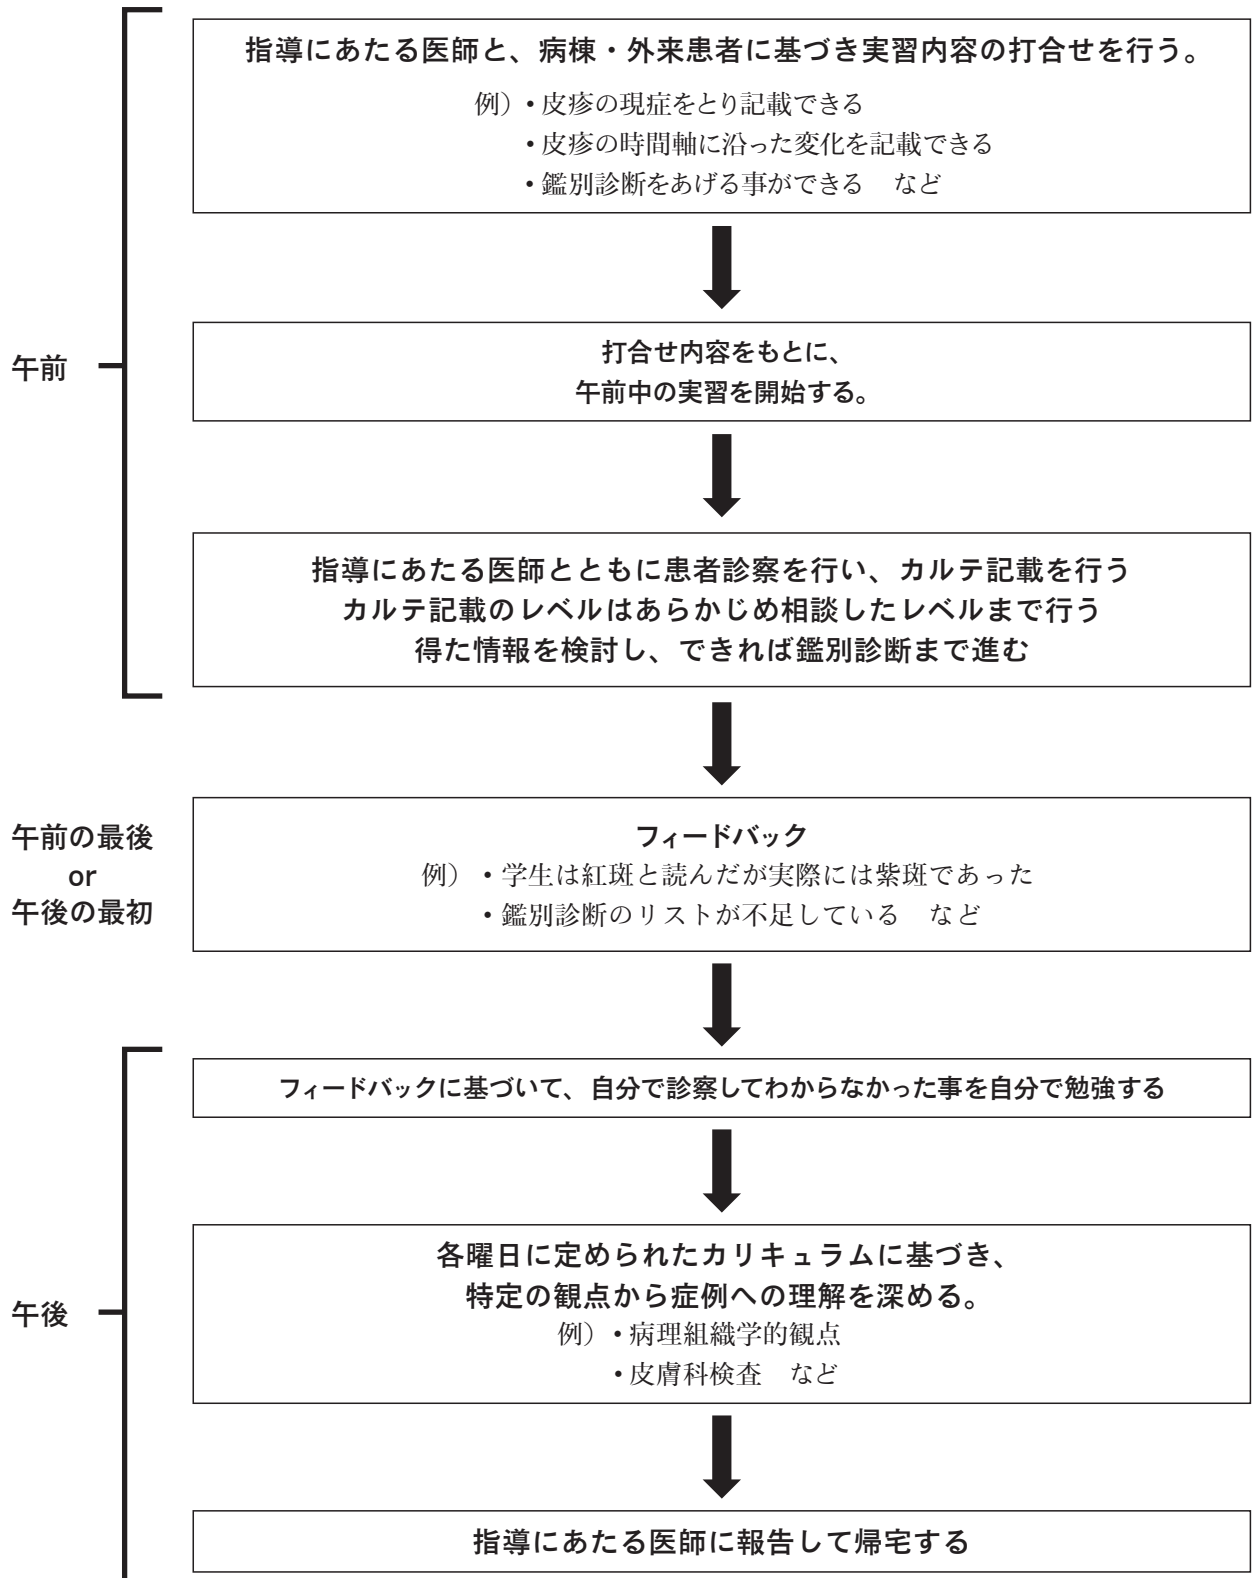 指導にあたる医師と、病棟・外来患者に基づき実習内容の打合せを行う。
例）・皮疹の現症をとり記載できる
・皮疹の時間軸に沿った変化を記載できる
・鑑別診断をあげる事ができる　など
午前
打合せ内容をもとに、
午前中の実習を開始する。
指導にあたる医師とともに患者診察を行い、カルテ記載を行う
カルテ記載のレベルはあらかじめ相談したレベルまで行う
得た情報を検討し、できれば鑑別診断まで進む
午前の最後
or
午後の最初
フィードバック
例）・学生は紅斑と読んだが実際には紫斑であった
・鑑別診断のリストが不足している　など
フィードバックに基づいて、自分で診察してわからなかった事を自分で勉強する
午後
各曜日に定められたカリキュラムに基づき、
特定の観点から症例への理解を深める。
例）・病理組織学的観点
・皮膚科検査　など
指導にあたる医師に報告して帰宅する